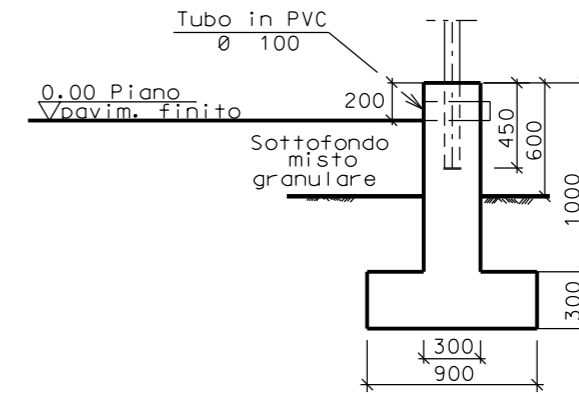 Tubo in PVC
Ø 100
0.00 Piano
pavim. finito
200
Sottofondo
misto
granulare
450
600
1000
300
300
900